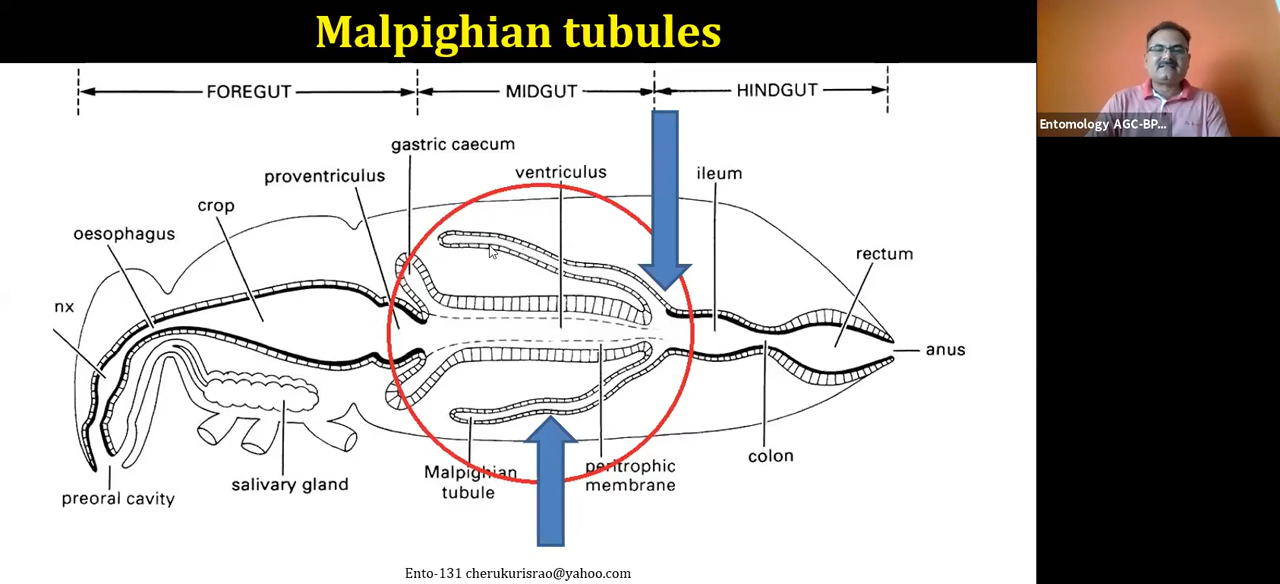 Malpighian tubules
Entomology AGC-BP...
FOREGUT
MIDGUT
HINDGUT
gastric caecum
proventriculus
ventriculus
ileum
crop
oesophagus
rectum
nx
anus
Malpighian
tubule
peritrophic
membrane
colon
salivary gland
preoral cavity
Ento-131 cherukurisrao@yahoo.com